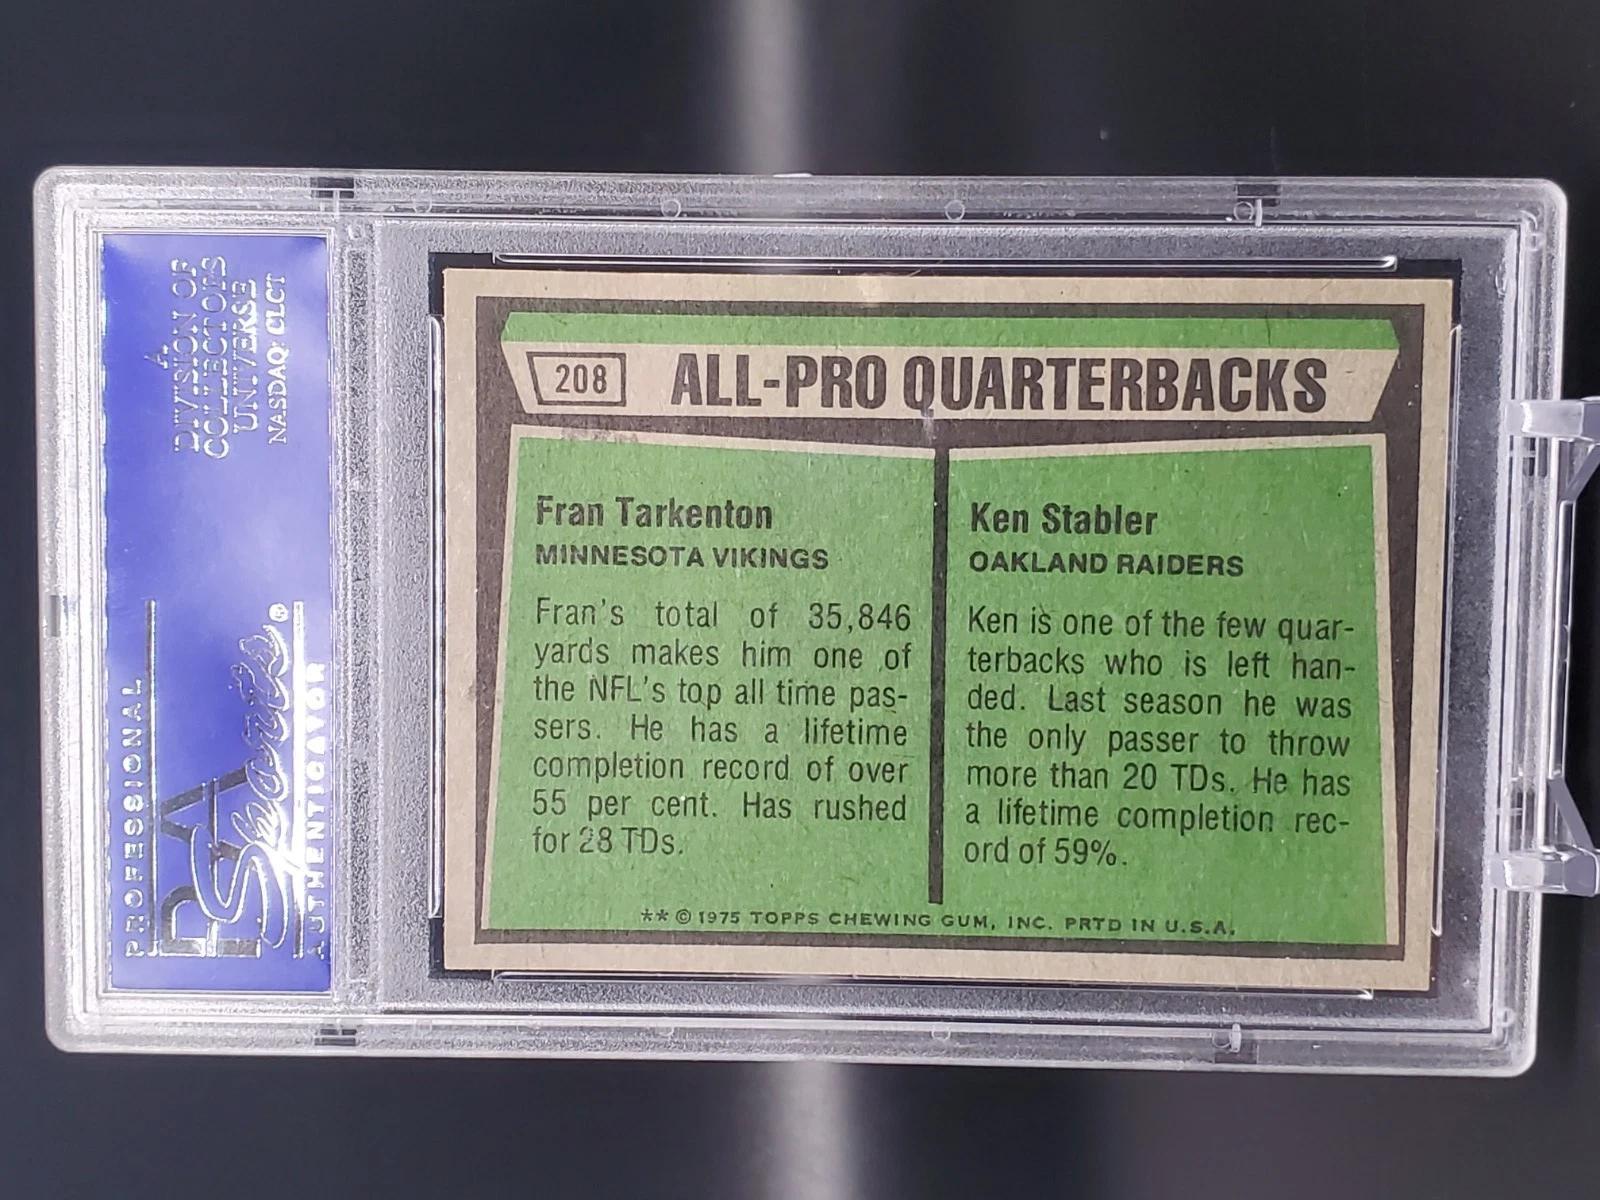 A
DIVISION OF
COLLECTORS
UNIVERSE
NASDAQ: CLCT
PROFESSIONAL
PSA
Sports®
AUTHENTICATOR
208 ALL-PRO QUARTERBACKS
Fran Tarkenton
MINNESOTA VIKINGS
Fran's total of 35,846
yards makes him one of
the NFL's top all time pas-
sers. He has a lifetime
completion record of over
55 per cent. Has rushed
for 28 TDs.
Ken Stabler
OAKLAND RAIDERS
Ken is one of the few quar-
terbacks who is left han-
ded. Last season he was
the only passer to throw
more than 20 TDs. He has
a lifetime completion rec-
ord of 59%.
** © 1975 TOPPS CHEWING GUM, INC. PRTD IN U.S.A.